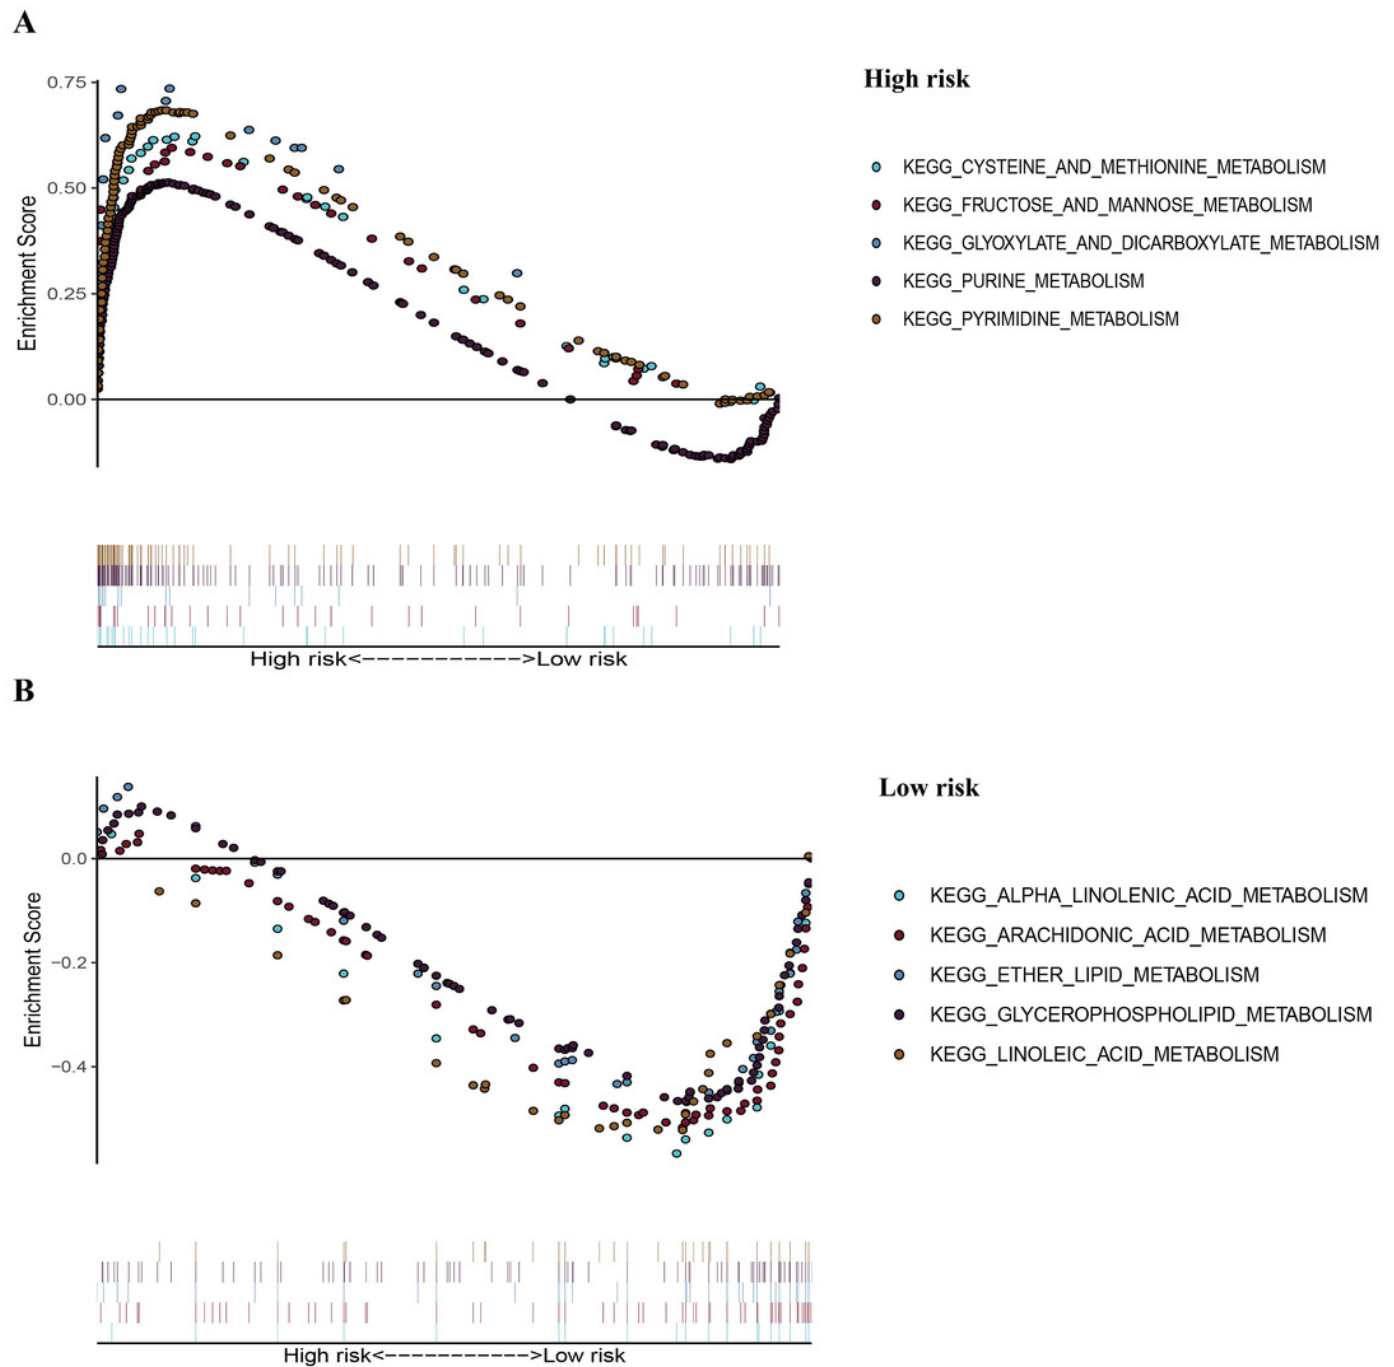 A
High risk
Enrichment Score
0.75
0.50
0.25
0.00
KEGG_CYSTEINE_AND_METHIONINE_METABOLISM
KEGG_FRUCTOSE_AND_MANNOSE_METABOLISM
KEGG_GLYOXYLATE_AND_DICARBOXYLATE_METABOLISM
KEGG_PURINE_METABOLISM
KEGG_PYRIMIDINE_METABOLISM
High risk<----------->Low risk
B
Low risk
Enrichment Score
0.0
−0.2
−0.4
KEGG_ALPHA_LINOLENIC_ACID_METABOLISM
KEGG_ARACHIDONIC_ACID_METABOLISM
KEGG_ETHER_LIPID_METABOLISM
KEGG_GLYCEROPHOSPHOLIPID_METABOLISM
KEGG_LINOLEIC_ACID_METABOLISM
High risk<----------->Low risk